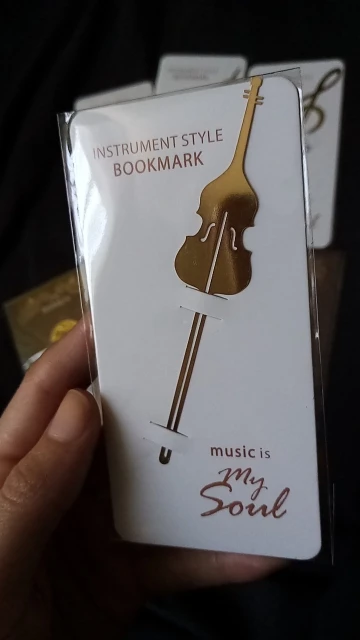 INSTRUMENT STYLE
BOOKMARK
music is
My
Soul